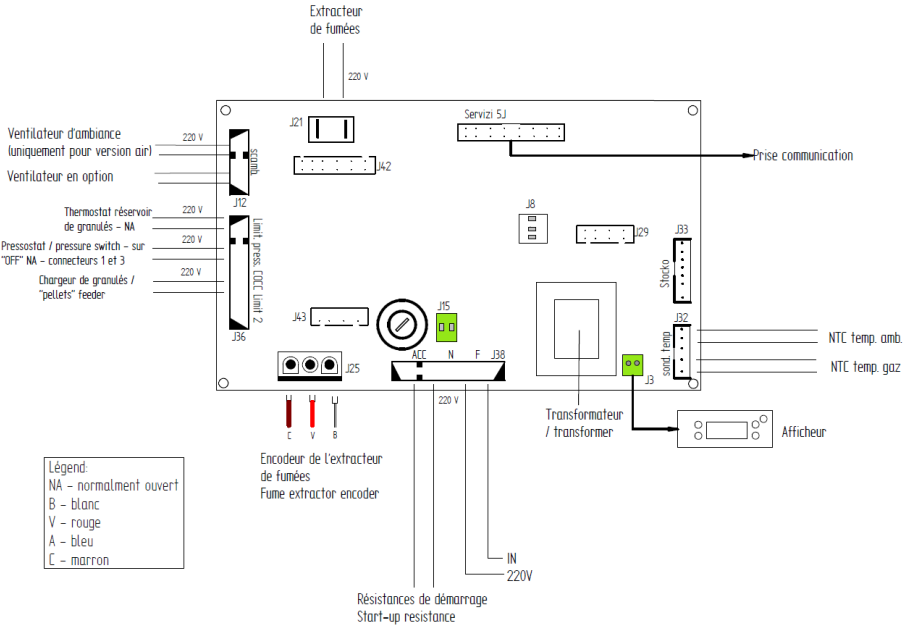 Extracteur
de fumées
220 V
J21
J42
Servizi 5J
Prise communication
Ventilateur d'ambiance
(uniquement pour version air)
220 V
Ventilateur en option
scamb.
J12
Thermostat réservoir
de granulés - NA
220 V
Pressostat / pressure switch - sur
"OFF" NA - connecteurs 1 et 3
220 V
Chargeur de granulés /
"pellets" feeder
220 V
Limit. press. COCC Limit 2
J36
J8
J29
J33
Stocko
J43
J15
J32
sond. temp
NTC temp. amb.
NTC temp. gaz
J25
ACC N F J38
220 V
J3
C V B
Transformateur
/ transformer
Afficheur
Encodeur de l'extracteur
de fumées
Fume extractor encoder
Légend:
NA - normalment ouvert
B - blanc
V - rouge
A - bleu
C - marron
IN
220V
Résistances de démarrage
Start-up resistance